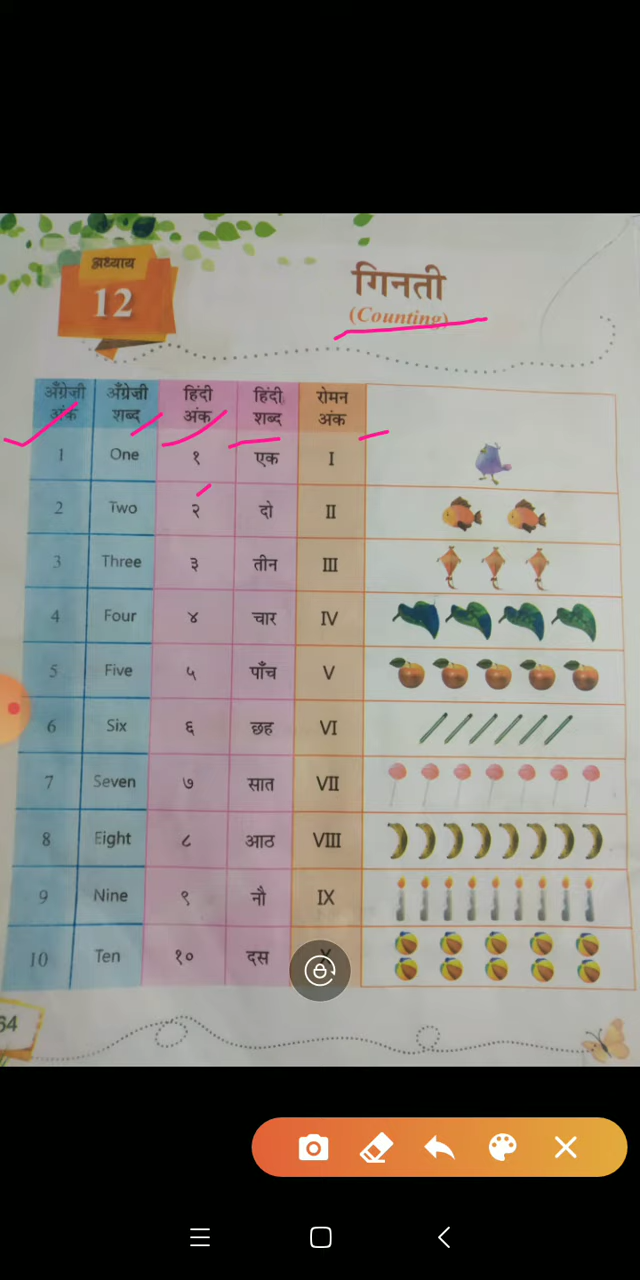 अध्याय
12
गिनती
(Counting)
अँग्रेज़ी अंक अँग्रेज़ी शब्द हिंदी अंक हिंदी शब्द रोमन अंक
1 One १ एक I
2 Two २ दो II
3 Three ३ तीन III
4 Four ४ चार IV
5 Five ५ पाँच V
6 Six ६ छह VI
7 Seven ७ सात VII
8 Eight ८ आठ VIII
9 Nine ९ नौ IX
10 Ten १० दस
64